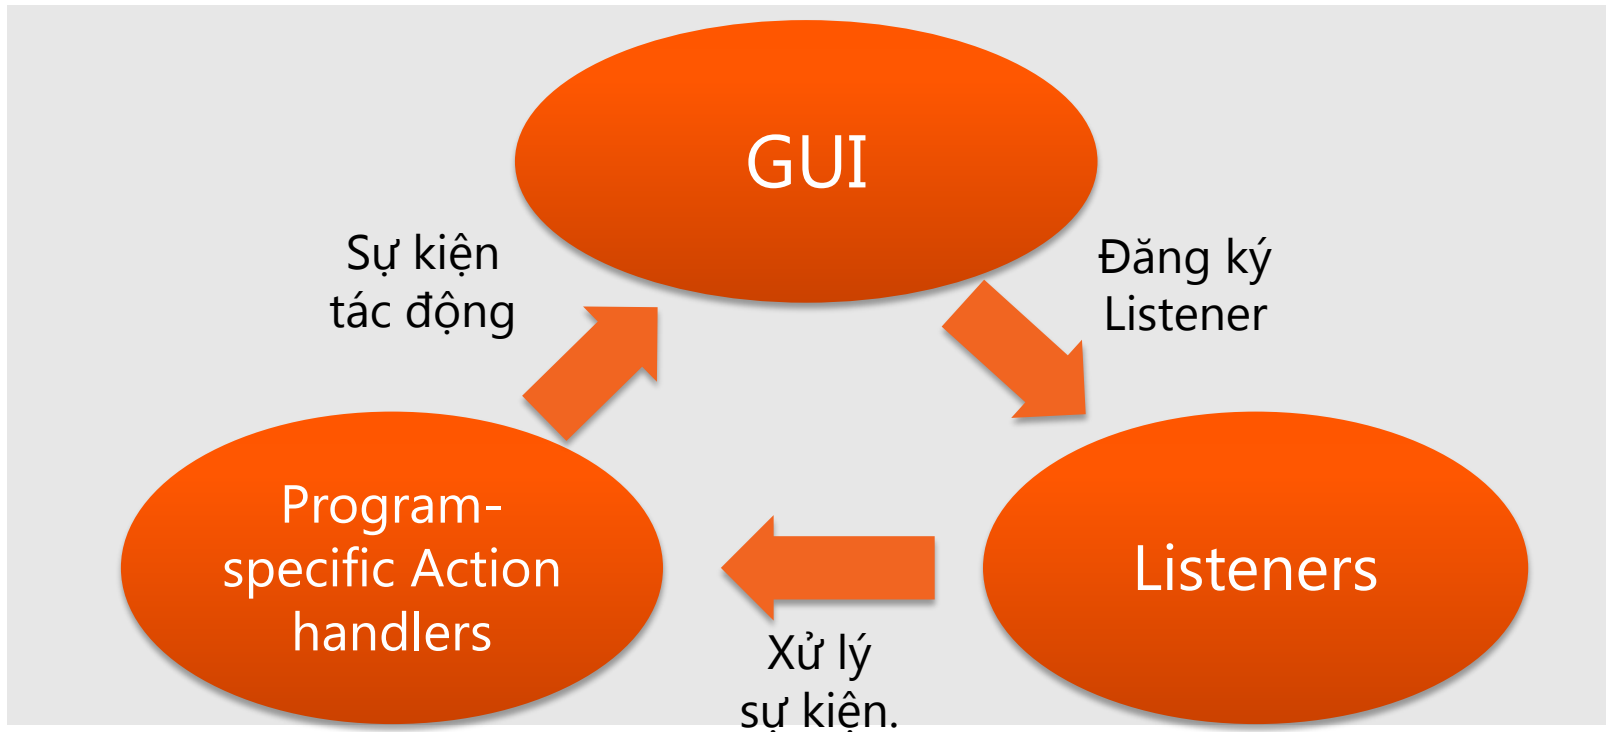 GUI
Sự kiện
tác động
Đăng ký
Listener
Program-
specific Action
handlers
Listeners
Xử lý
sự kiện.